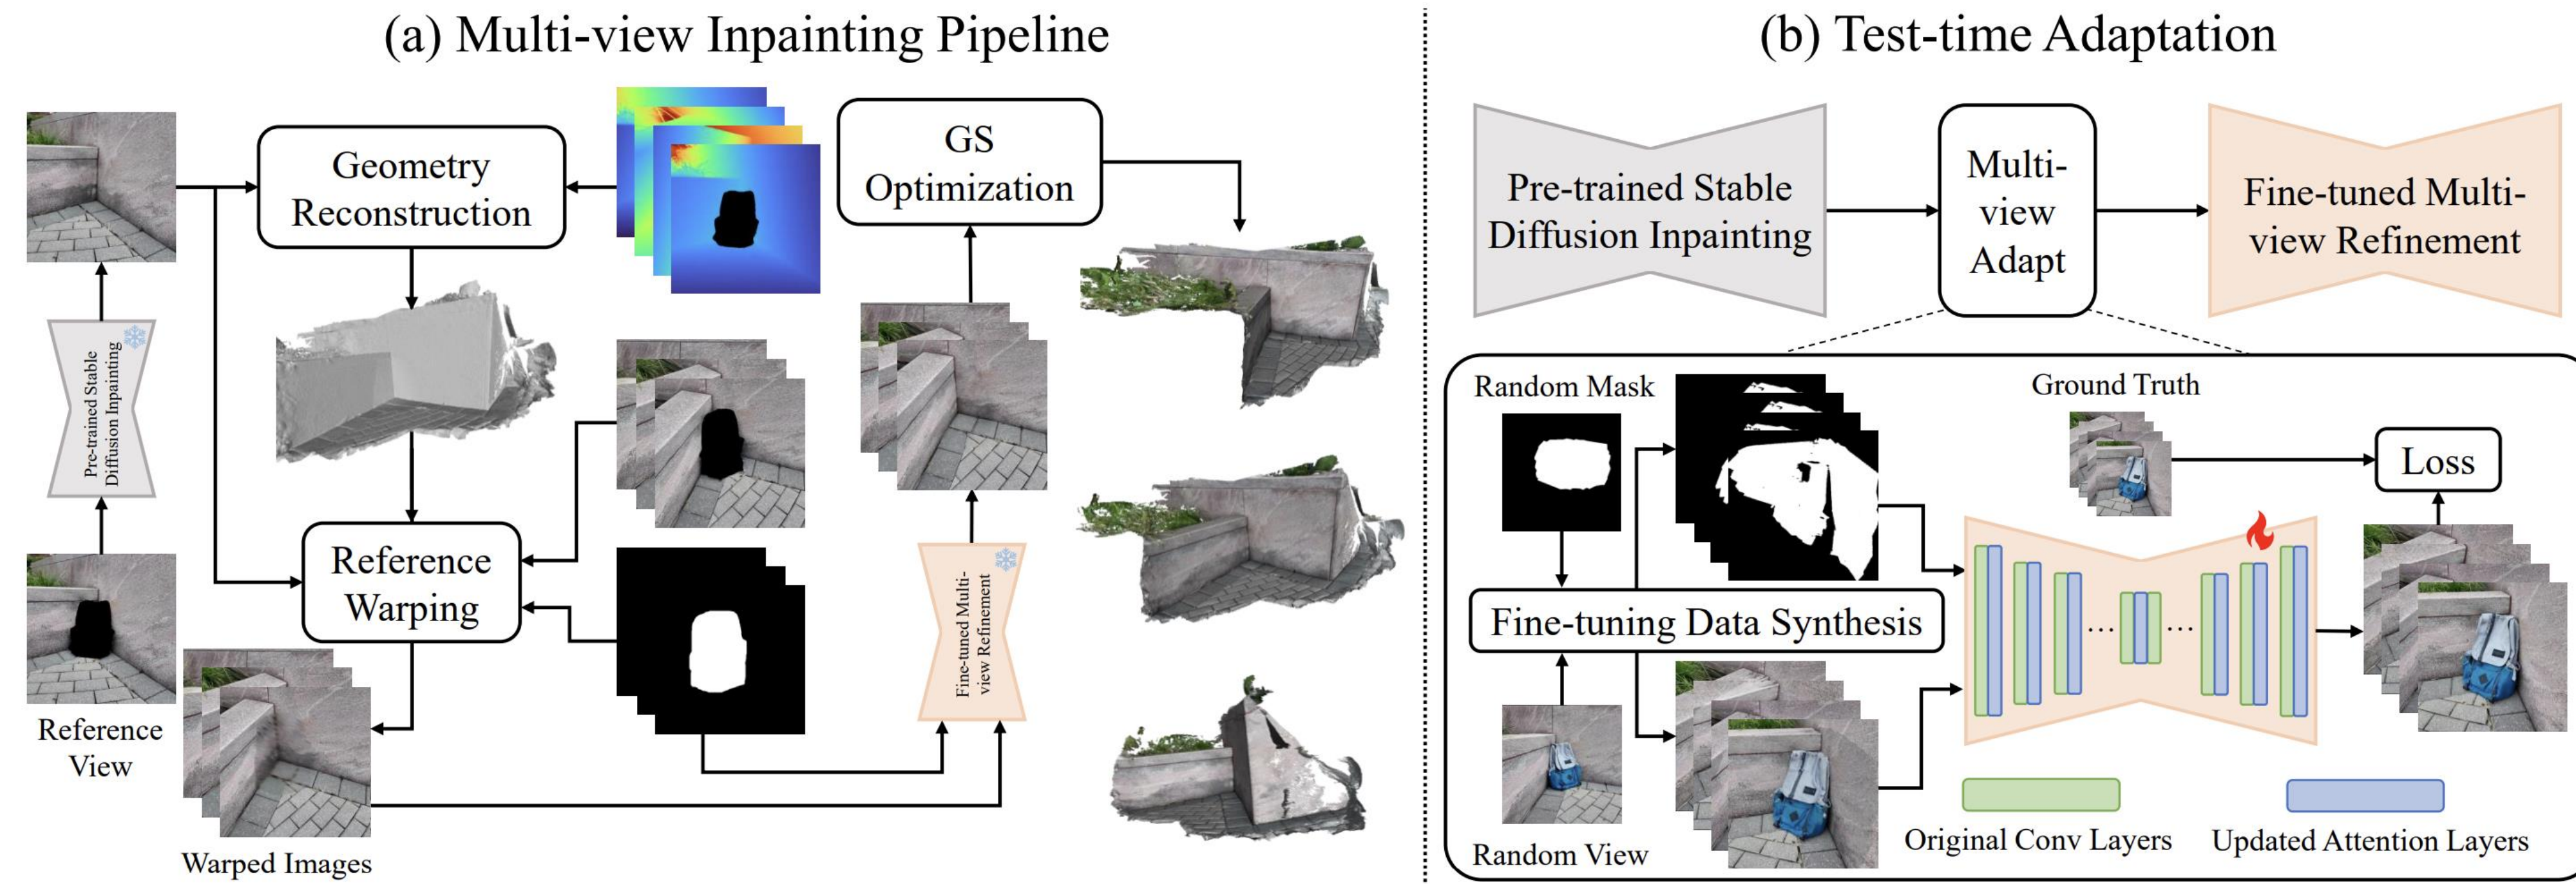 (a) Multi-view Inpainting Pipeline
Geometry
Reconstruction
GS
Optimization
Pre-trained Stable
Diffusion Inpainting
Reference
Warping
Fine-tuned Multi-
view Refinement
Reference
View
Warped Images
(b) Test-time Adaptation
Pre-trained Stable
Diffusion Inpainting
Multi-
view
Adapt
Fine-tuned Multi-
view Refinement
Random Mask
Ground Truth
Loss
Fine-tuning Data Synthesis
...
...
Random View
Original Conv Layers
Updated Attention Layers